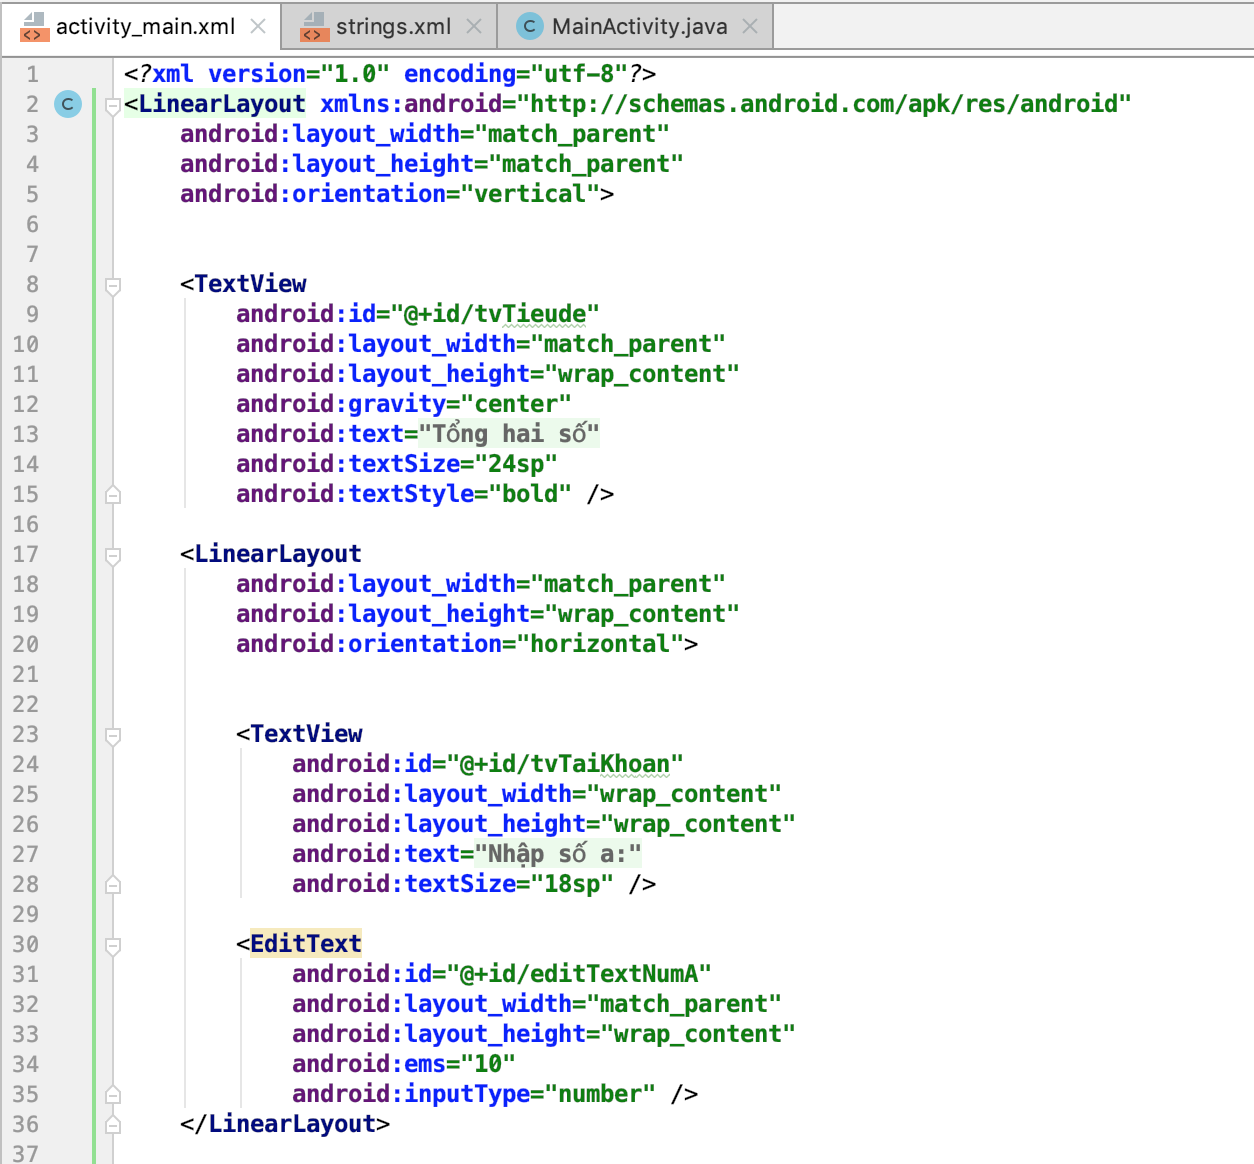 activity_main.xml strings.xml C MainActivity.java
1 <?xml version="1.0" encoding="utf-8"?>
2 C <LinearLayout xmlns:android="http://schemas.android.com/apk/res/android"
3 android:layout_width="match_parent"
4 android:layout_height="match_parent"
5 android:orientation="vertical">
6
7
8 <TextView
9 android:id="@+id/tvTieude"
10 android:layout_width="match_parent"
11 android:layout_height="wrap_content"
12 android:gravity="center"
13 android:text="Tổng hai số"
14 android:textSize="24sp"
15 android:textStyle="bold" />
16
17 <LinearLayout
18 android:layout_width="match_parent"
19 android:layout_height="wrap_content"
20 android:orientation="horizontal">
21
22
23 <TextView
24 android:id="@+id/tvTaiKhoan"
25 android:layout_width="wrap_content"
26 android:layout_height="wrap_content"
27 android:text="Nhập số a:"
28 android:textSize="18sp" />
29
30 <EditText
31 android:id="@+id/editTextNumA"
32 android:layout_width="match_parent"
33 android:layout_height="wrap_content"
34 android:ems="10"
35 android:inputType="number" />
36 </LinearLayout>
37